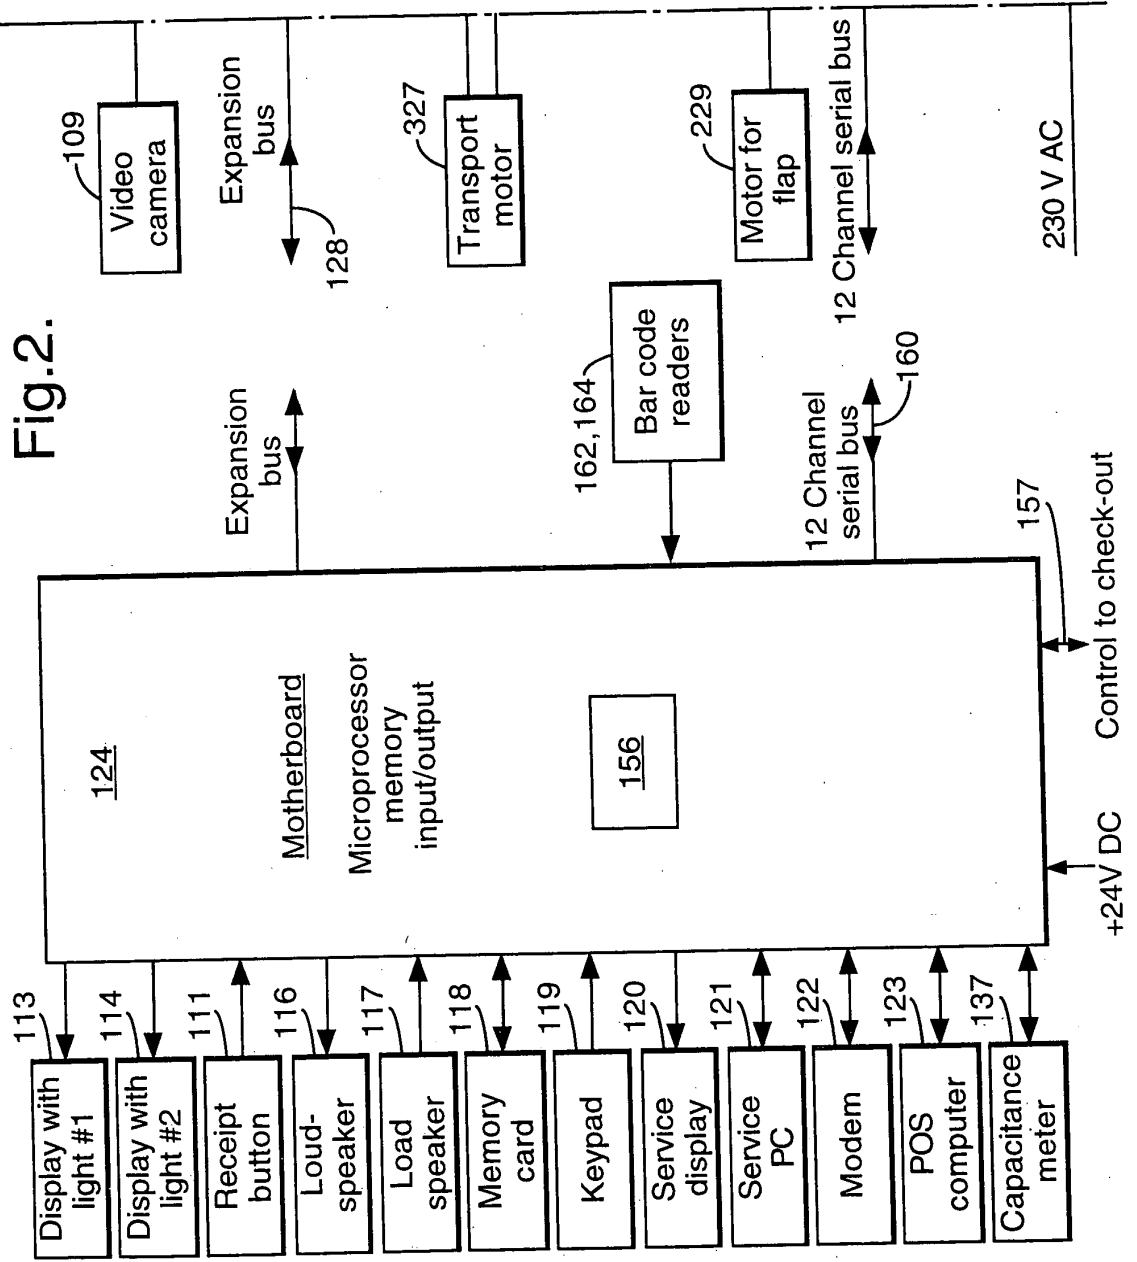 Fig.2.
109
Video
camera
Expansion
bus
128
327
Transport
motor
229
Motor for
flap
12 Channel serial bus
230 V AC
Expansion
bus
162,164
Bar code
readers
12 Channel
serial bus
160
157
Control to check-out
+24V DC
124
Motherboard
Microprocessor
memory
input/output
156
113
Display with
light #1
114
Display with
light #2
111
Receipt
button
116
Loud-
speaker
117
Load
speaker
118
Memory
card
119
Keypad
120
Service
display
121
Service
PC
122
Modem
123
POS
computer
137
Capacitance
meter